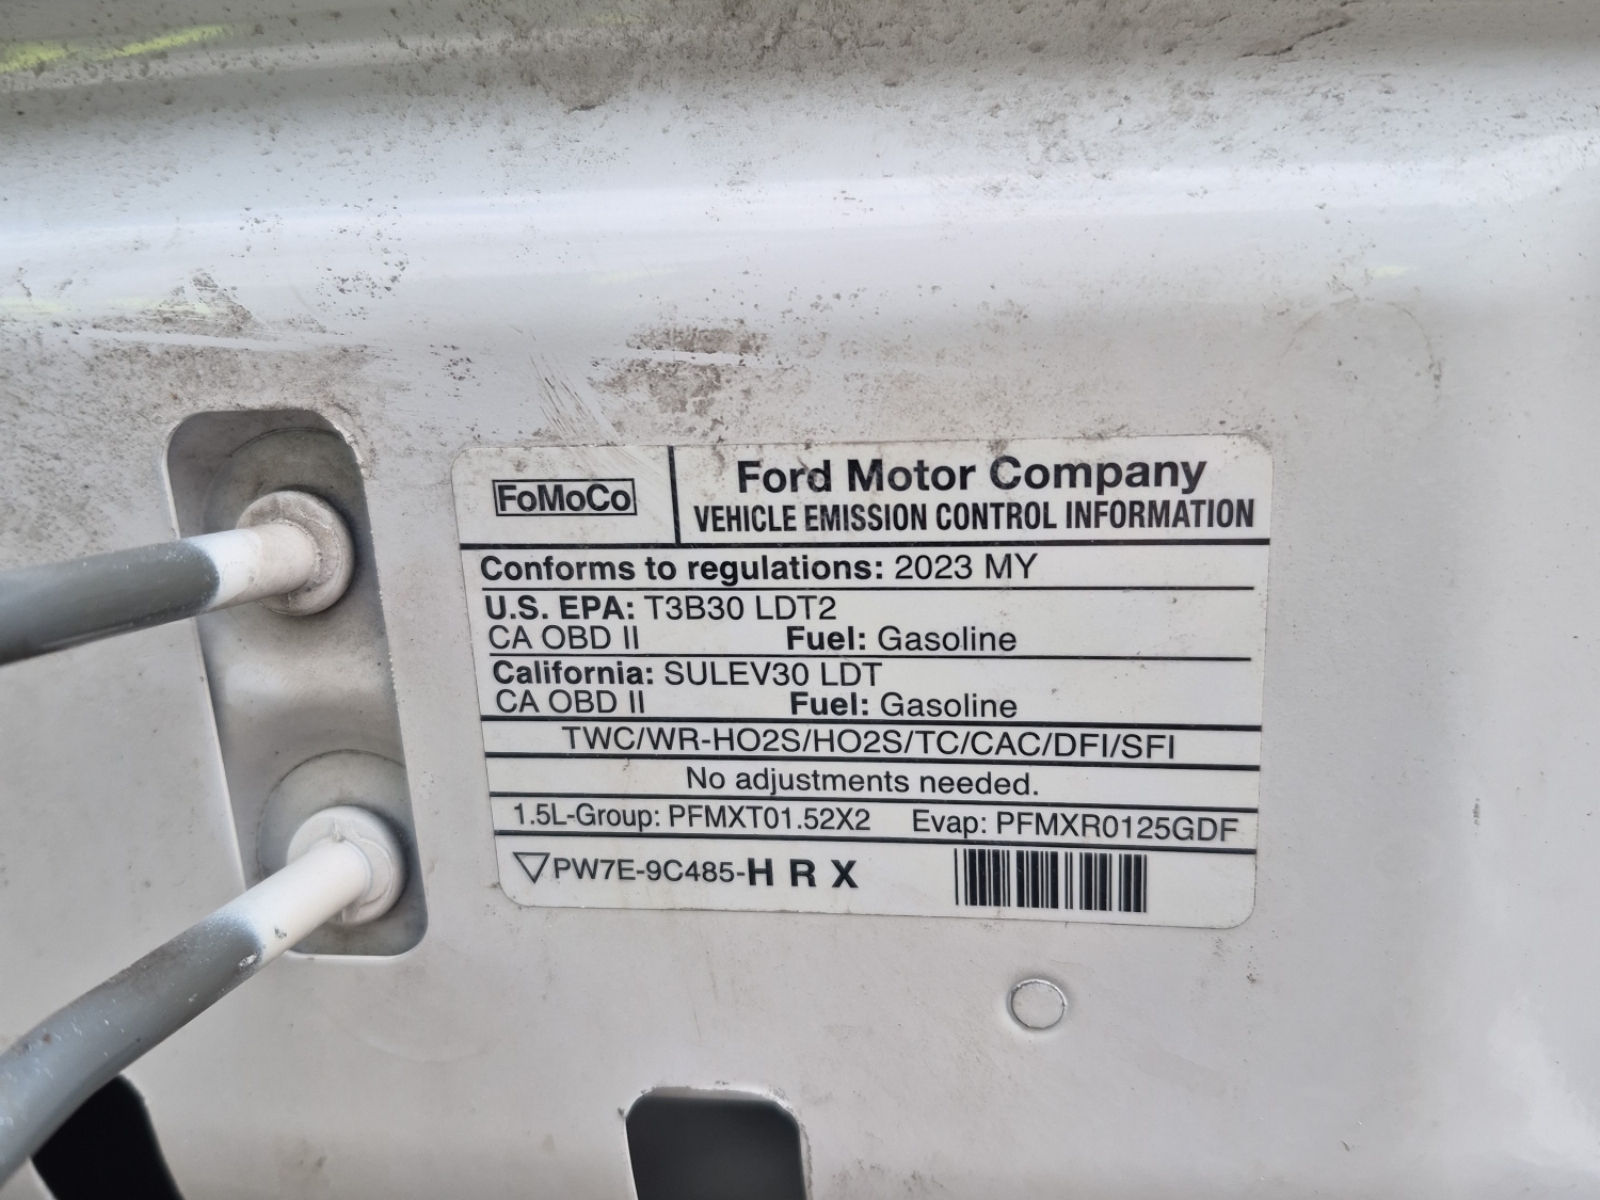 FoMoCo
Ford Motor Company
VEHICLE EMISSION CONTROL INFORMATION
Conforms to regulations: 2023 MY
U.S. EPA: T3B30 LDT2
CA OBD II Fuel: Gasoline
California: SULEV30 LDT
CA OBD II Fuel: Gasoline
TWC/WR-HO2S/HO2S/TC/CAC/DFI/SFI
No adjustments needed.
1.5L-Group: PFMXT01.52X2 Evap: PFMXR0125GDF
PW7E-9C485-H R X